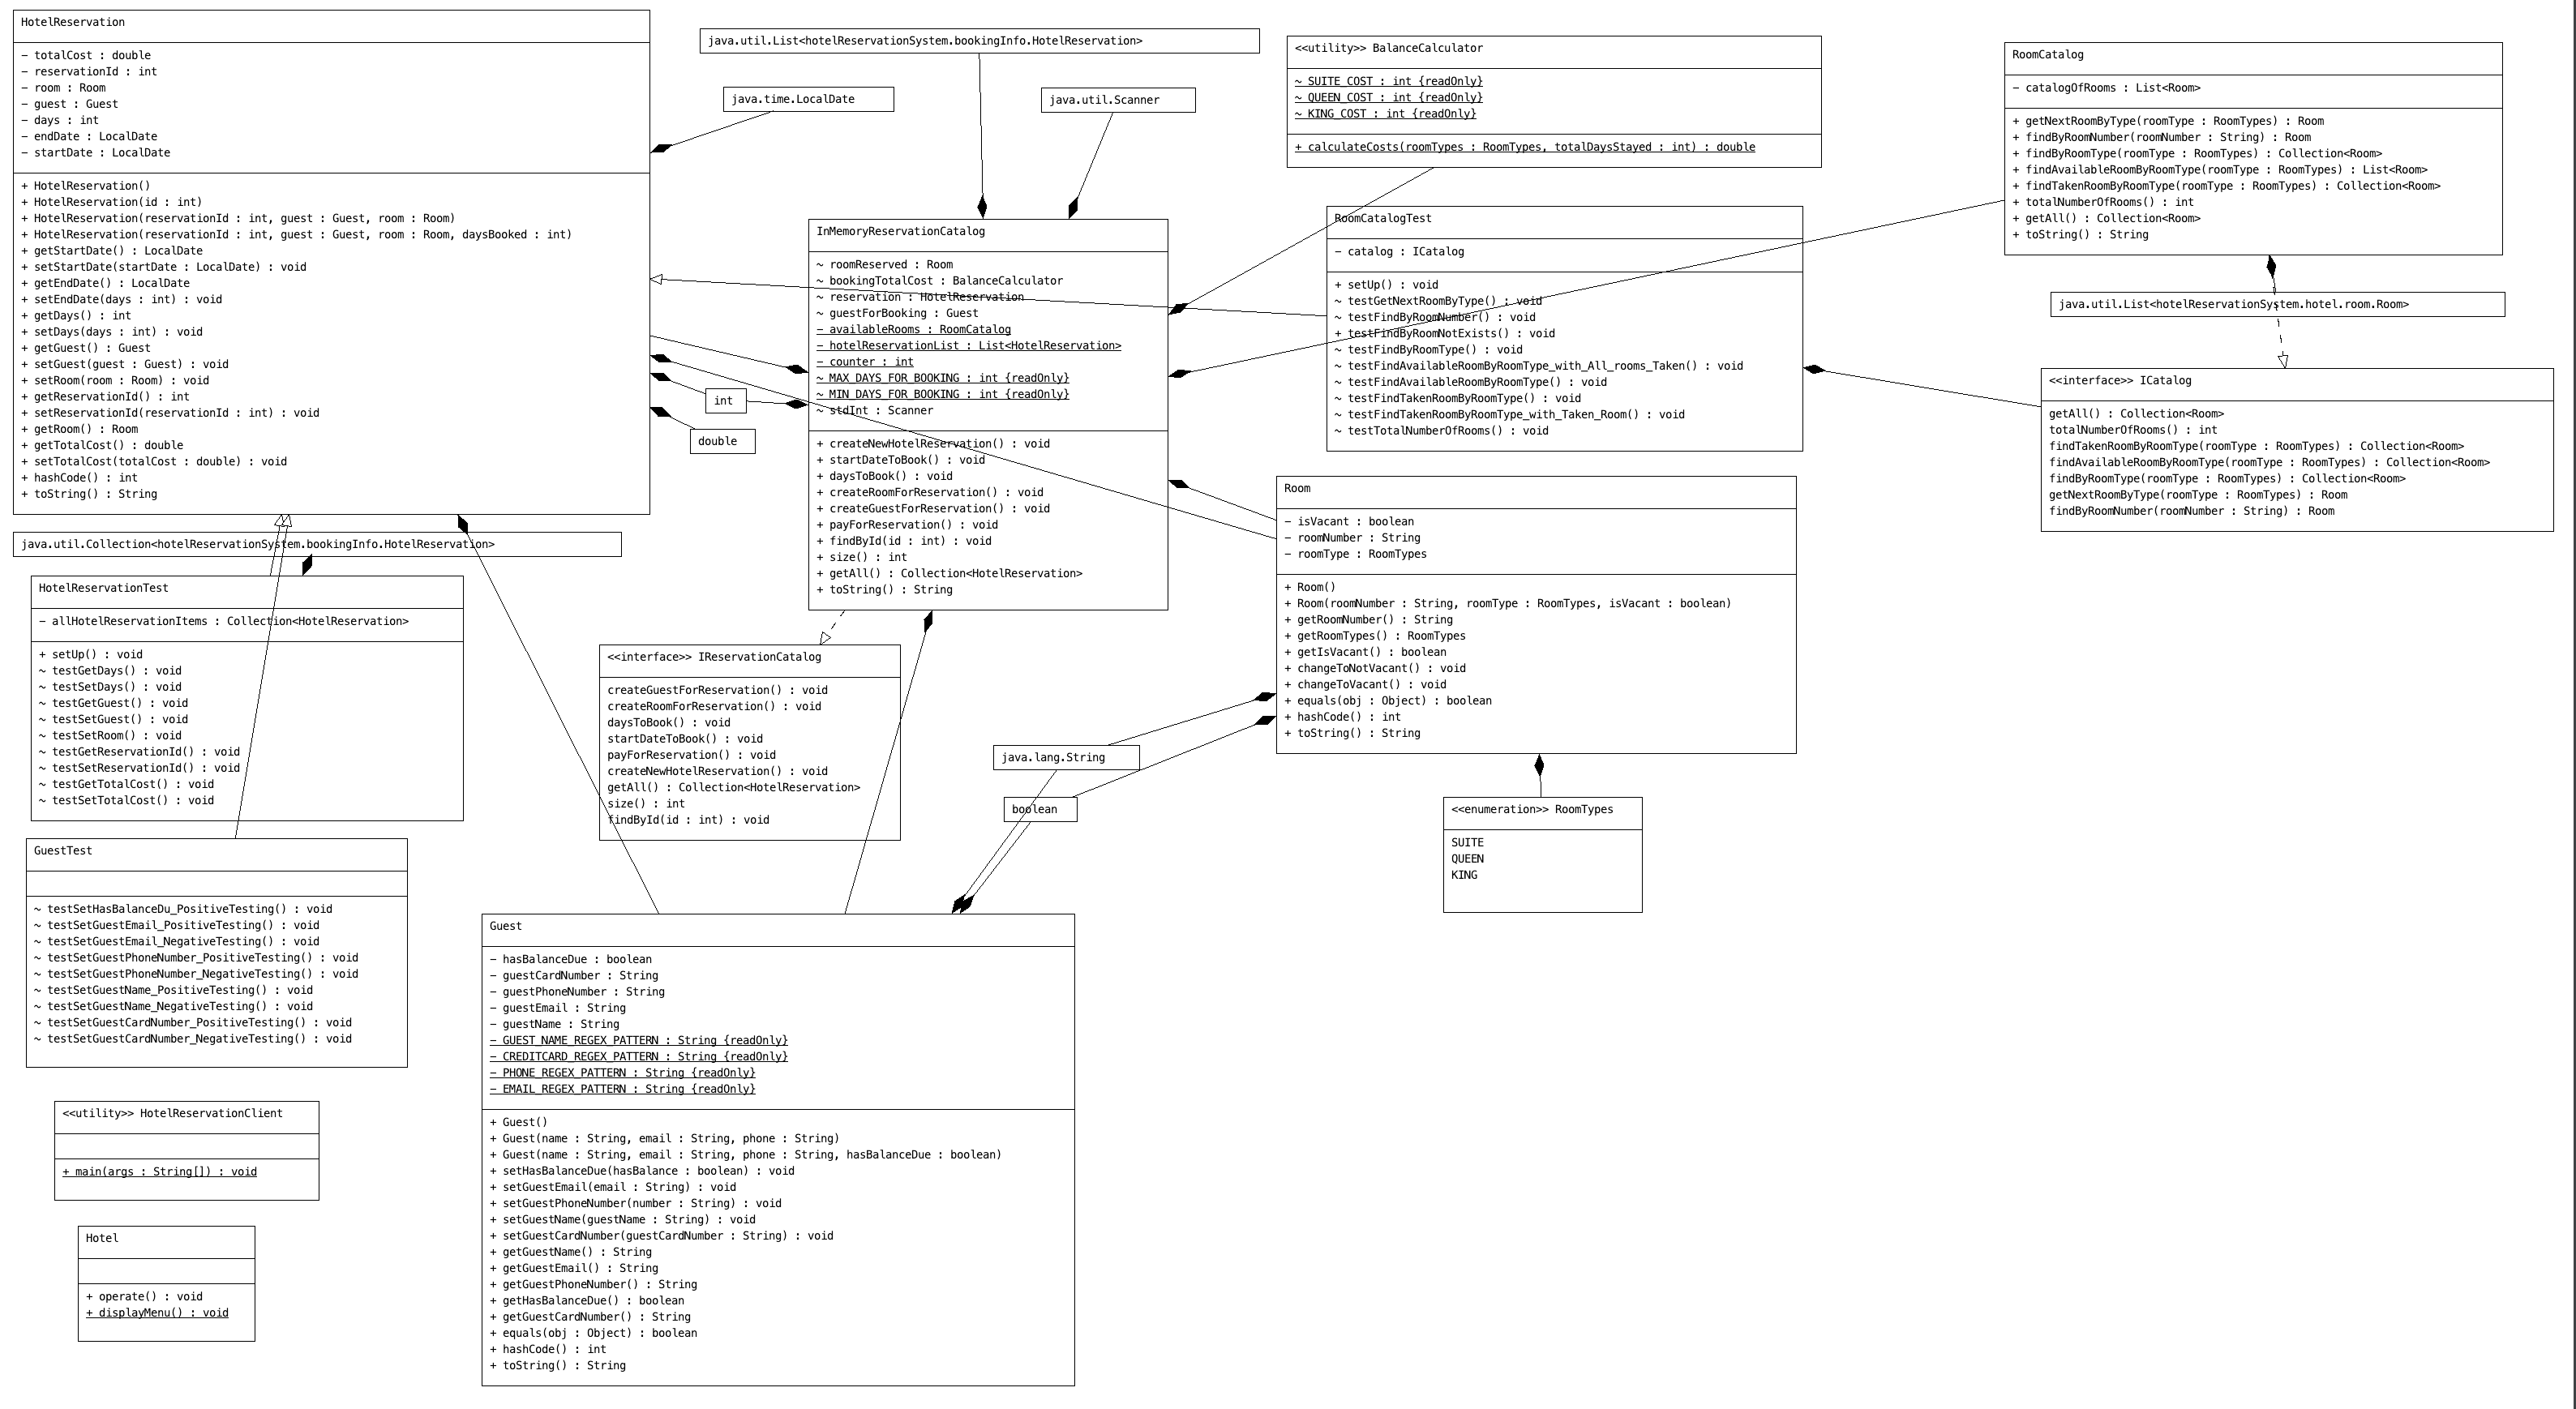 HotelReservation
− totalCost : double
− reservationId : int
− room : Room
− guest : Guest
− days : int
− endDate : LocalDate
− startDate : LocalDate
+ HotelReservation()
+ HotelReservation(id : int)
+ HotelReservation(reservationId : int, guest : Guest, room : Room)
+ HotelReservation(reservationId : int, guest : Guest, room : Room, daysBooked : int)
+ getStartDate() : LocalDate
+ setStartDate(startDate : LocalDate) : void
+ getEndDate() : LocalDate
+ setEndDate(days : int) : void
+ getDays() : int
+ setDays(days : int) : void
+ getGuest() : Guest
+ setGuest(guest : Guest) : void
+ setRoom(room : Room) : void
+ getReservationId() : int
+ setReservationId(reservationId : int) : void
+ getRoom() : Room
+ getTotalCost() : double
+ setTotalCost(totalCost : double) : void
+ hashCode() : int
+ toString() : String
java.util.List<hotelReservationSystem.bookingInfo.HotelReservation>
java.time.LocalDate
java.util.Scanner
<<utility>> BalanceCalculator
~ SUITE_COST : int {readOnly}
~ QUEEN_COST : int {readOnly}
~ KING_COST : int {readOnly}
+ calculateCosts(roomTypes : RoomTypes, totalDaysStayed : int) : double
RoomCatalog
− catalogOfRooms : List<Room>
+ getNextRoomByType(roomType : RoomTypes) : Room
+ findByRoomNumber(roomNumber : String) : Room
+ findByRoomType(roomType : RoomTypes) : Collection<Room>
+ findAvailableRoomByRoomType(roomType : RoomTypes) : List<Room>
+ findTakenRoomByRoomType(roomType : RoomTypes) : Collection<Room>
+ totalNumberOfRooms() : int
+ getAll() : Collection<Room>
+ toString() : String
InMemoryReservationCatalog
~ roomReserved : Room
~ bookingTotalCost : BalanceCalculator
~ reservation : HotelReservation
~ guestForBooking : Guest
− availableRooms : RoomCatalog
− hotelReservationList : List<HotelReservation>
− counter : int
~ MAX_DAYS_FOR_BOOKING : int {readOnly}
~ MIN_DAYS_FOR_BOOKING : int {readOnly}
~ stdInt : Scanner
+ createNewHotelReservation() : void
+ startDateToBook() : void
+ daysToBook() : void
+ createRoomForReservation() : void
+ createGuestForReservation() : void
+ payForReservation() : void
+ findById(id : int) : void
+ size() : int
+ getAll() : Collection<HotelReservation>
+ toString() : String
RoomCatalogTest
− catalog : ICatalog
+ setUp() : void
~ testGetNextRoomByType() : void
~ testFindByRoomNumber() : void
+ testFindByRoomNotExists() : void
~ testFindByRoomType() : void
~ testFindAvailableRoomByRoomType_with_All_rooms_Taken() : void
~ testFindAvailableRoomByRoomType() : void
~ testFindTakenRoomByRoomType() : void
~ testFindTakenRoomByRoomType_with_Taken_Room() : void
~ testTotalNumberOfRooms() : void
java.util.List<hotelReservationSystem.hotel.room.Room>
<<interface>> ICatalog
getAll() : Collection<Room>
totalNumberOfRooms() : int
findTakenRoomByRoomType(roomType : RoomTypes) : Collection<Room>
findAvailableRoomByRoomType(roomType : RoomTypes) : Collection<Room>
findByRoomType(roomType : RoomTypes) : Collection<Room>
getNextRoomByType(roomType : RoomTypes) : Room
findByRoomNumber(roomNumber : String) : Room
int
double
Room
− isVacant : boolean
− roomNumber : String
− roomType : RoomTypes
+ Room()
+ Room(roomNumber : String, roomType : RoomTypes, isVacant : boolean)
+ getRoomNumber() : String
+ getRoomTypes() : RoomTypes
+ getIsVacant() : boolean
+ changeToNotVacant() : void
+ changeToVacant() : void
+ equals(obj : Object) : boolean
+ hashCode() : int
+ toString() : String
java.util.Collection<hotelReservationSystem.bookingInfo.HotelReservation>
HotelReservationTest
− allHotelReservationItems : Collection<HotelReservation>
+ setUp() : void
~ testGetDays() : void
~ testSetDays() : void
~ testGetGuest() : void
~ testSetGuest() : void
~ testSetRoom() : void
~ testGetReservationId() : void
~ testSetReservationId() : void
~ testGetTotalCost() : void
~ testSetTotalCost() : void
<<interface>> IReservationCatalog
createGuestForReservation() : void
createRoomForReservation() : void
daysToBook() : void
startDateToBook() : void
payForReservation() : void
createNewHotelReservation() : void
getAll() : Collection<HotelReservation>
size() : int
findById(id : int) : void
java.lang.String
boolean
<<enumeration>> RoomTypes
SUITE
QUEEN
KING
GuestTest
~ testSetHasBalanceDu_PositiveTesting() : void
~ testSetGuestEmail_PositiveTesting() : void
~ testSetGuestEmail_NegativeTesting() : void
~ testSetGuestPhoneNumber_PositiveTesting() : void
~ testSetGuestPhoneNumber_NegativeTesting() : void
~ testSetGuestName_PositiveTesting() : void
~ testSetGuestName_NegativeTesting() : void
~ testSetGuestCardNumber_PositiveTesting() : void
~ testSetGuestCardNumber_NegativeTesting() : void
Guest
− hasBalanceDue : boolean
− guestCardNumber : String
− guestPhoneNumber : String
− guestEmail : String
− guestName : String
− GUEST_NAME_REGEX_PATTERN : String {readOnly}
− CREDITCARD_REGEX_PATTERN : String {readOnly}
− PHONE_REGEX_PATTERN : String {readOnly}
− EMAIL_REGEX_PATTERN : String {readOnly}
+ Guest()
+ Guest(name : String, email : String, phone : String)
+ Guest(name : String, email : String, phone : String, hasBalanceDue : boolean)
+ setHasBalanceDue(hasBalance : boolean) : void
+ setGuestEmail(email : String) : void
+ setGuestPhoneNumber(number : String) : void
+ setGuestName(guestName : String) : void
+ setGuestCardNumber(guestCardNumber : String) : void
+ getGuestName() : String
+ getGuestEmail() : String
+ getGuestPhoneNumber() : String
+ getHasBalanceDue() : boolean
+ getGuestCardNumber() : String
+ equals(obj : Object) : boolean
+ hashCode() : int
+ toString() : String
<<utility>> HotelReservationClient
+ main(args : String[]) : void
Hotel
+ operate() : void
+ displayMenu() : void